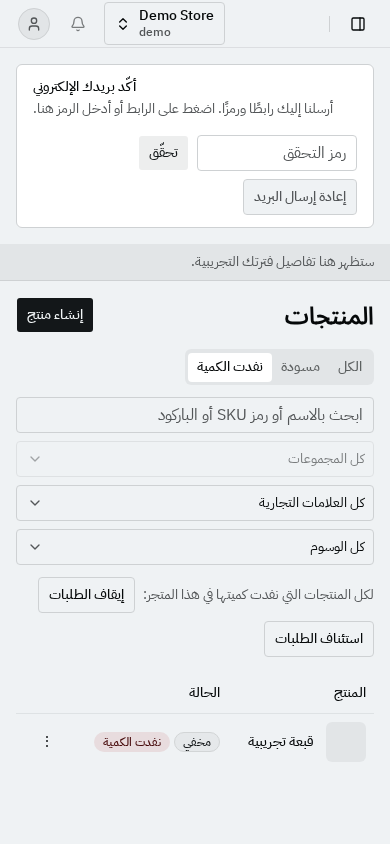 Demo Store
demo
أكّد بريدك الإلكتروني
أرسلنا إليك رابطًا ورمزًا. اضغط على الرابط أو أدخل الرمز هنا.
رمز التحقق
تحقّق
إعادة إرسال البريد
ستظهر هنا تفاصيل فترتك التجريبية.
المنتجات
إنشاء منتج
الكل
مسودة
نفدت الكمية
ابحث بالاسم أو رمز SKU أو الباركود
كل المجموعات
كل العلامات التجارية
كل الوسوم
لكل المنتجات التي نفدت كميتها في هذا المتجر:
إيقاف الطلبات
استئناف الطلبات
المنتج
الحالة
قبعة تجريبية
مخفي
نفدت الكمية